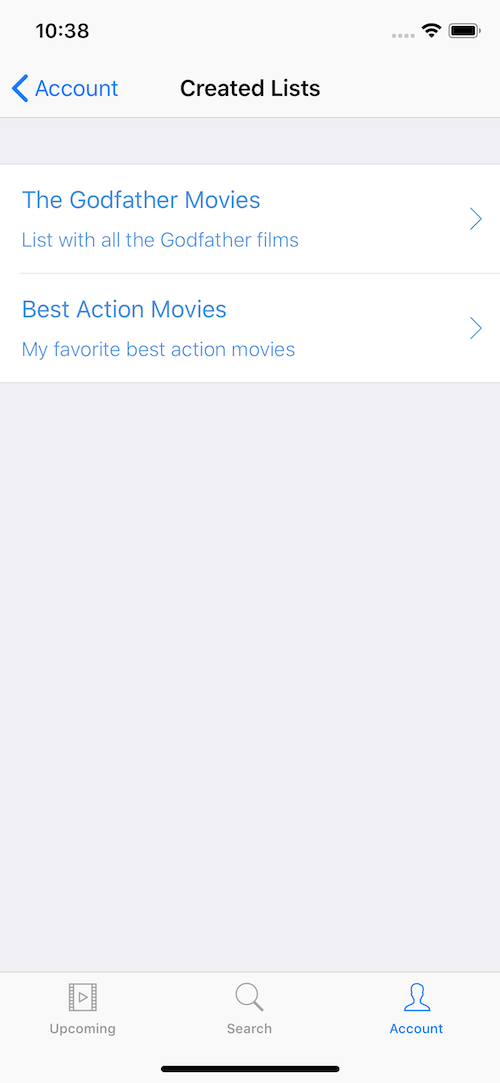 10:38
Account
Created Lists
The Godfather Movies
List with all the Godfather films
Best Action Movies
My favorite best action movies
Upcoming
Search
Account